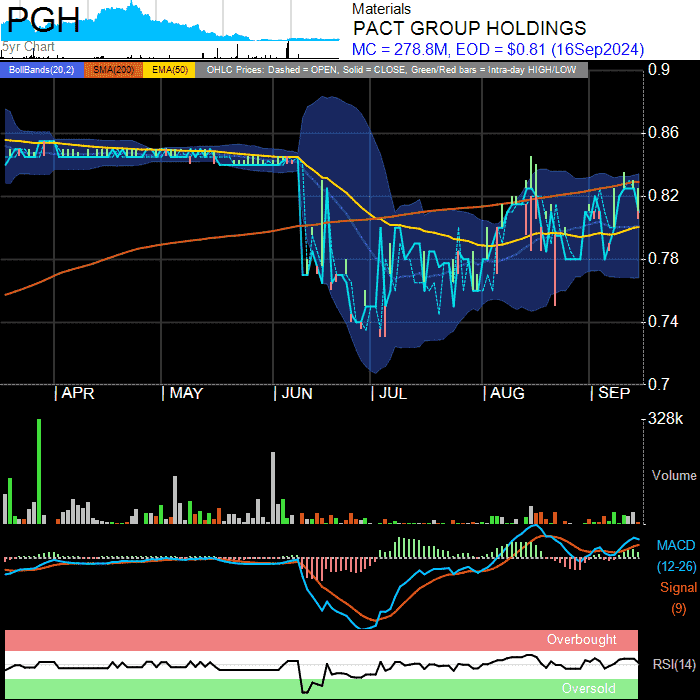 PGH
5yr Chart
Materials
PACT GROUP HOLDINGS
MC = 278.8M, EOD = $0.81 (16Sep2024)
BollBands(20,2) SMA(200) EMA(50) OHLC Prices: Dashed = OPEN, Solid = CLOSE, Green/Red bars = Intra-day HIGH/LOW
0.9
0.86
0.82
0.78
0.74
0.7
| APR | MAY | JUN | JUL | AUG | SEP
328k
Volume
MACD
(12-26)
Signal
(9)
Overbought
RSI(14)
Oversold